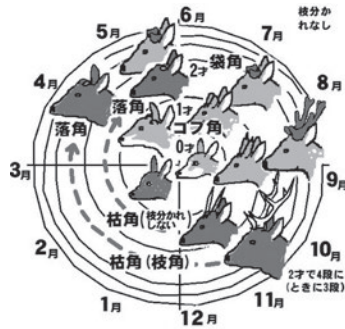 枝分か
れなし
6月
5月
7月
2才
袋角
4月
8月
落角
落角
1才
コブ角
0才
3月
9月
枯角(枝分かれ
しない)
2月
枯角(枝角)
10月
2才で4段に
(ときに3段)
1月
11月
12月